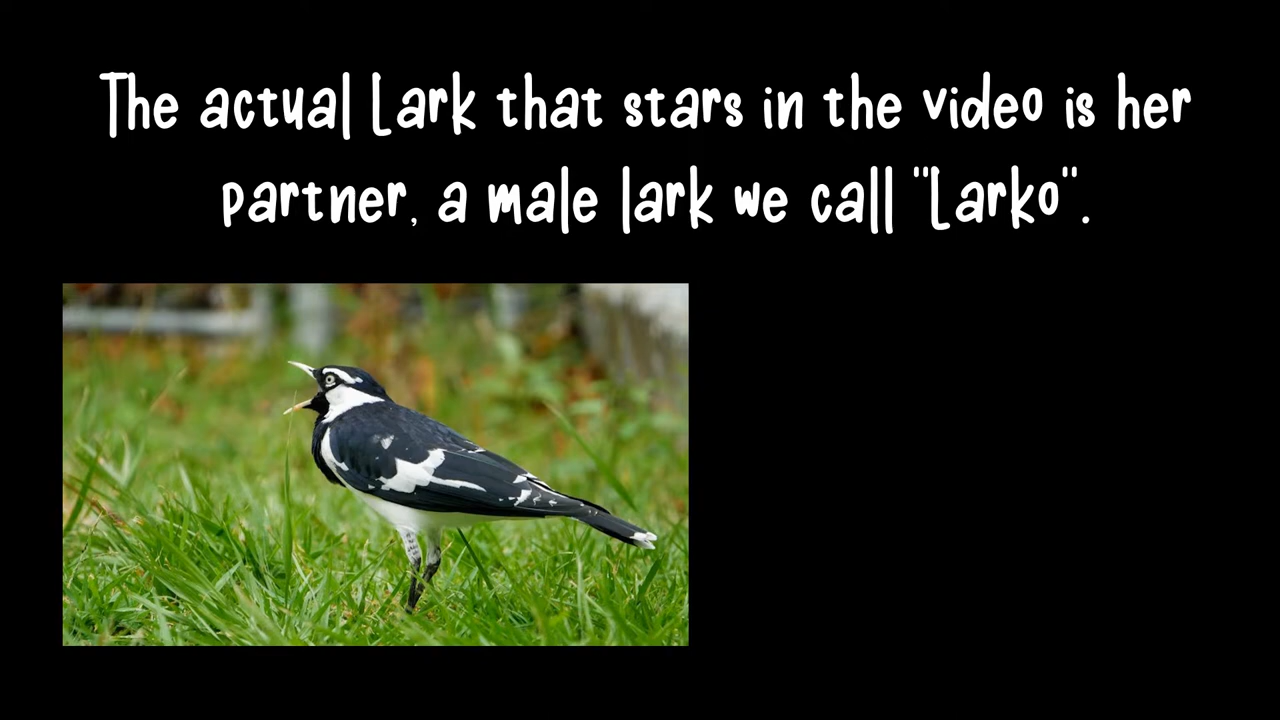 The actual Lark that stars in the video is her
partner, a male lark we call "Larko".